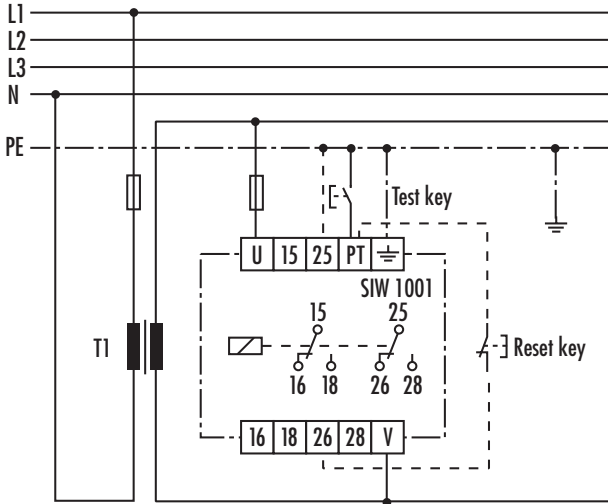 L1
L2
L3
N
PE
Test key
U 15 25 PT
SIW 1001
15 25
T1
Reset key
16 18 26 28
16 18 26 28 V